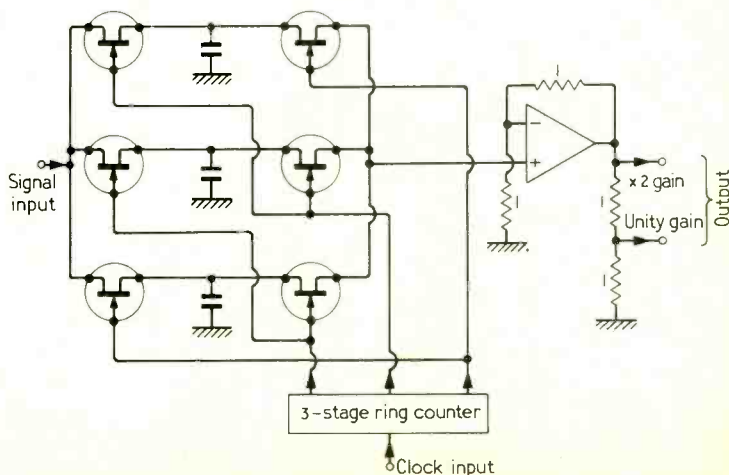 Signal
input
1
−
+
1
x 2 gain
1
Unity gain
1
Output
3-stage ring counter
Clock input